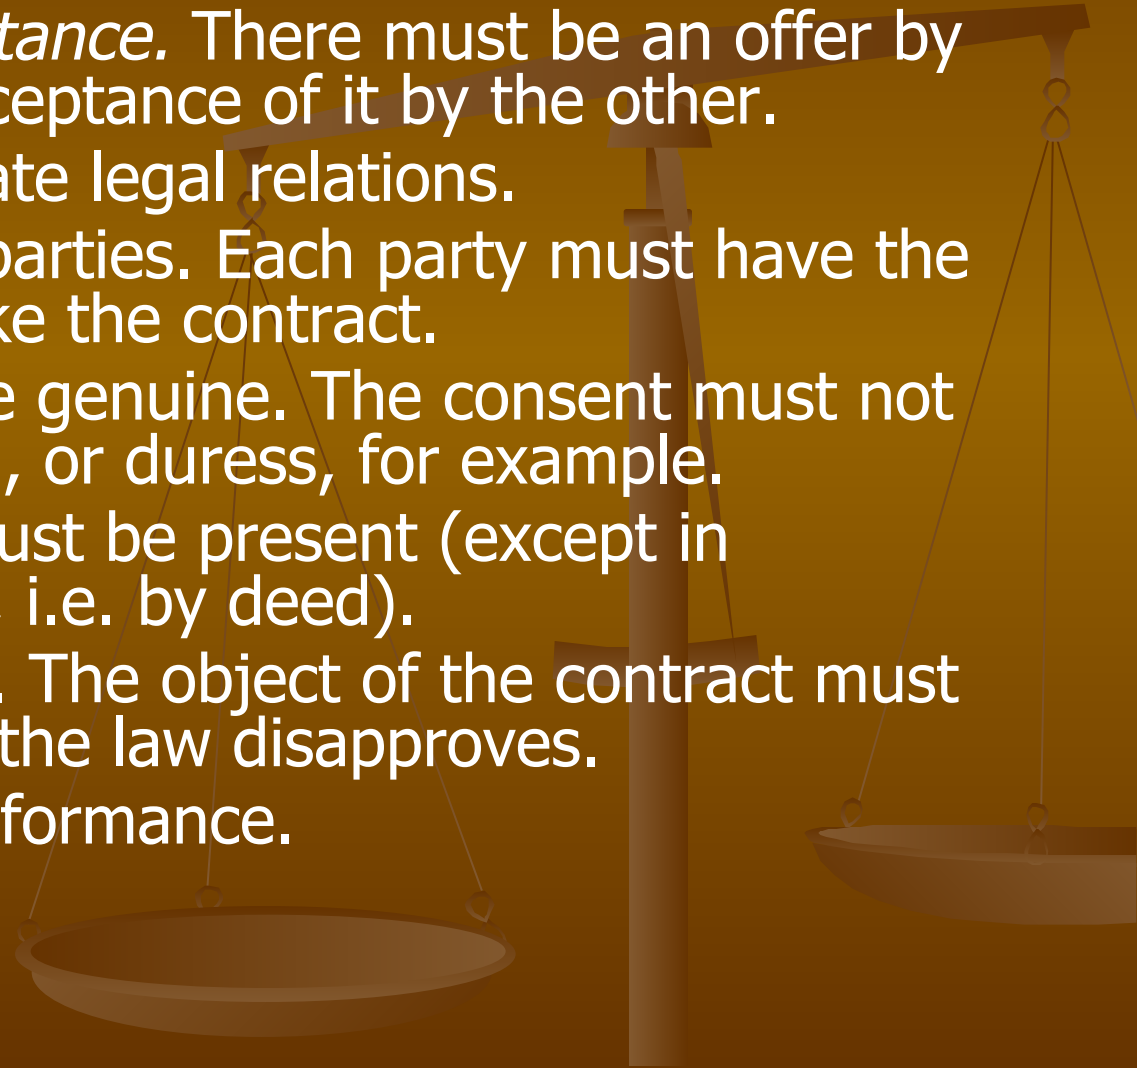 tance. There must be an offer by
ceptance of it by the other.
ate legal relations.
parties. Each party must have the
ke the contract.
e genuine. The consent must not
, or duress, for example.
ust be present (except in
i.e. by deed).
. The object of the contract must
the law disapproves.
formance.